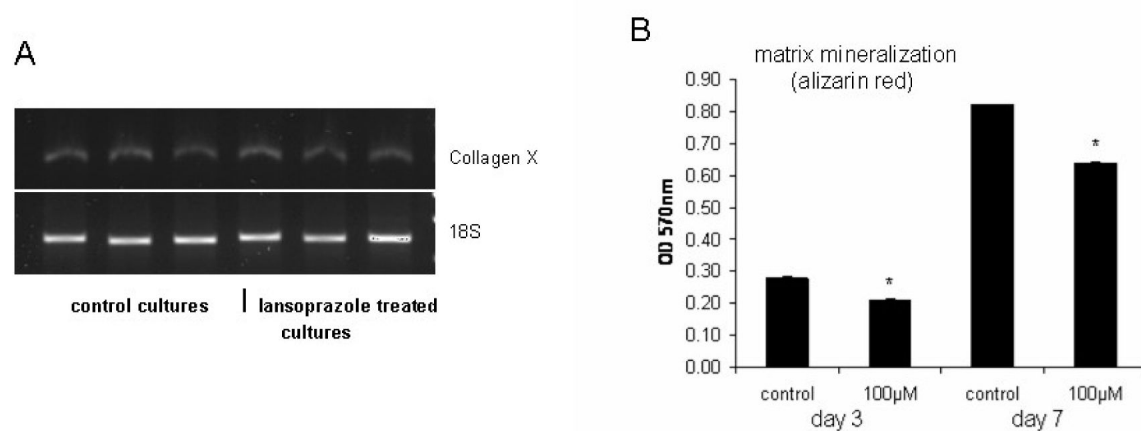 A
Collagen X
18S
control cultures | lansoprazole treated
cultures
B
matrix mineralization
(alizarin red)
0.90
0.80
0.70
0.60
0.50
0.40
0.30
0.20
0.10
0.00
OD 570nm
*
*
control 100µM control 100µM
day 3 day 7